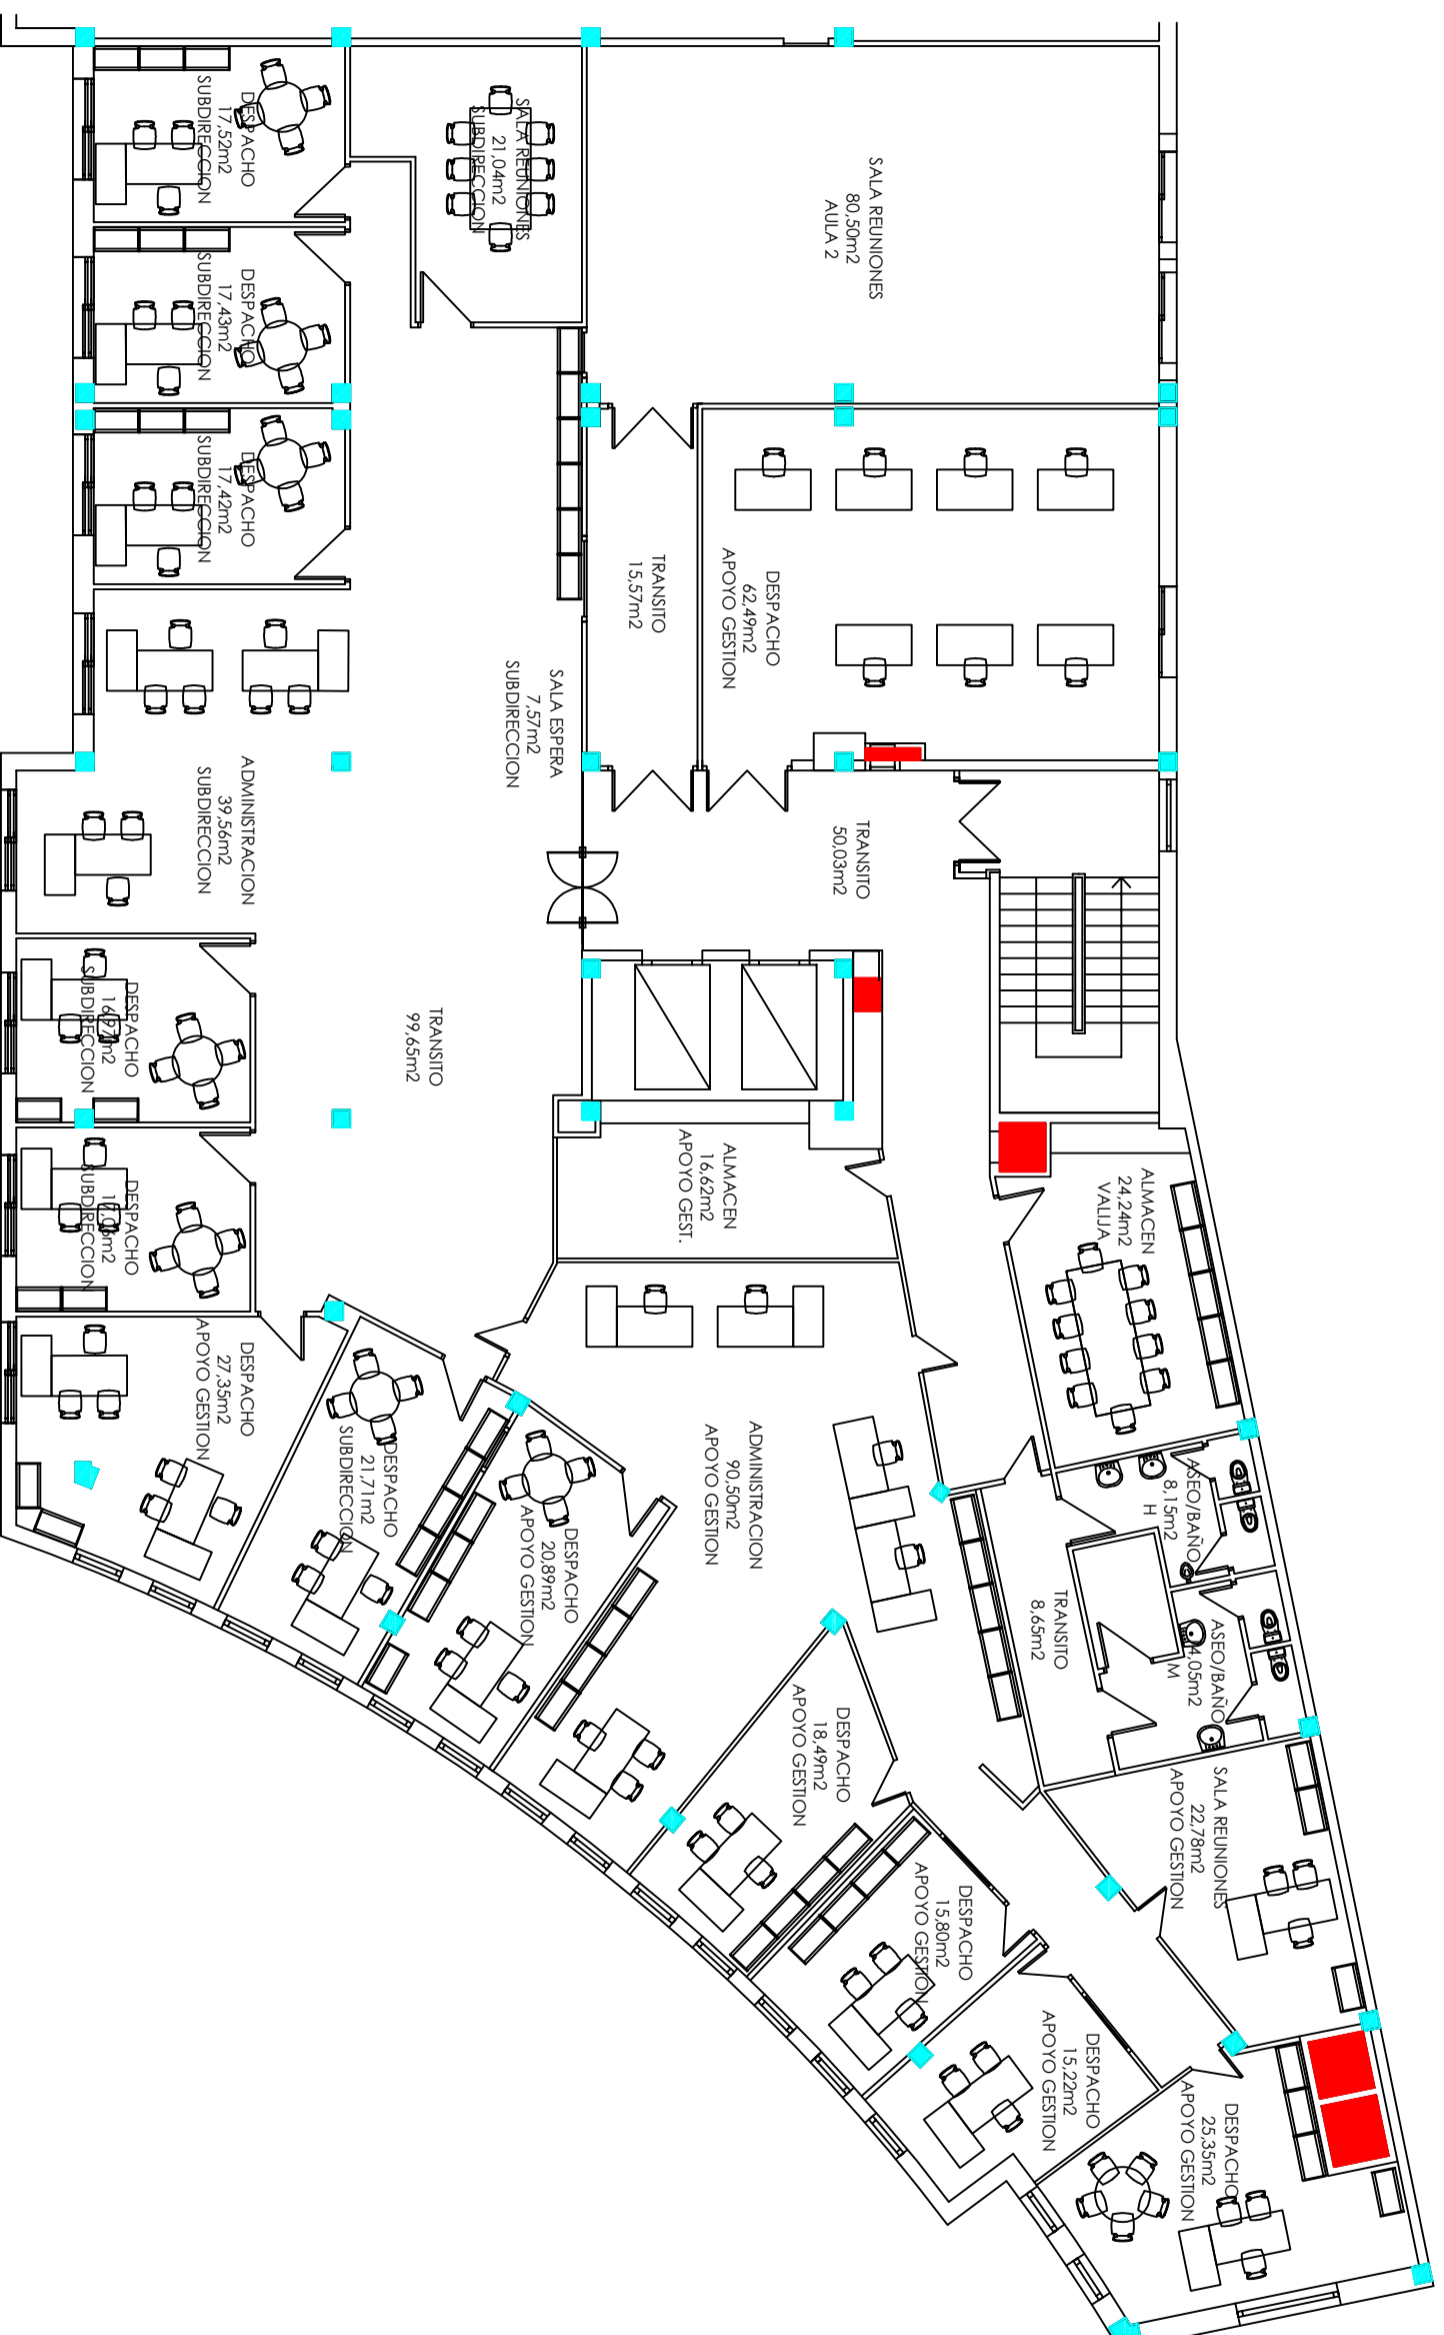 DESPACHO
17,52m2
SUBDIRECCION
SALA REUNIONES
21,04m2
SUBDIRECCION
SALA REUNIONES
80,50m2
AULA 2
DESPACHO
17,43m2
SUBDIRECCION
DESPACHO
17,42m2
SUBDIRECCION
TRANSITO
15,57m2
DESPACHO
62,49m2
APOYO GESTION
SALA ESPERA
7,57m2
SUBDIRECCION
ADMINISTRACION
39,56m2
SUBDIRECCION
TRANSITO
50,03m2
DESPACHO
16,97m2
SUBDIRECCION
TRANSITO
99,65m2
ALMACEN
16,62m2
APOYO GEST.
ALMACEN
24,24m2
VALIJA
DESPACHO
SUBDIRECCION
DESPACHO
27,35m2
APOYO GESTION
DESPACHO
21,71m2
SUBDIRECCION
DESPACHO
20,89m2
APOYO GESTION
ADMINISTRACION
90,50m2
APOYO GESTION
ASEO/BAÑO
8,15m2
H
TRANSITO
8,65m2
ASEO/BAÑO
M
DESPACHO
18,49m2
APOYO GESTION
SALA REUNIONES
22,78m2
APOYO GESTION
DESPACHO
15,80m2
APOYO GESTION
DESPACHO
15,22m2
APOYO GESTION
DESPACHO
25,35m2
APOYO GESTION